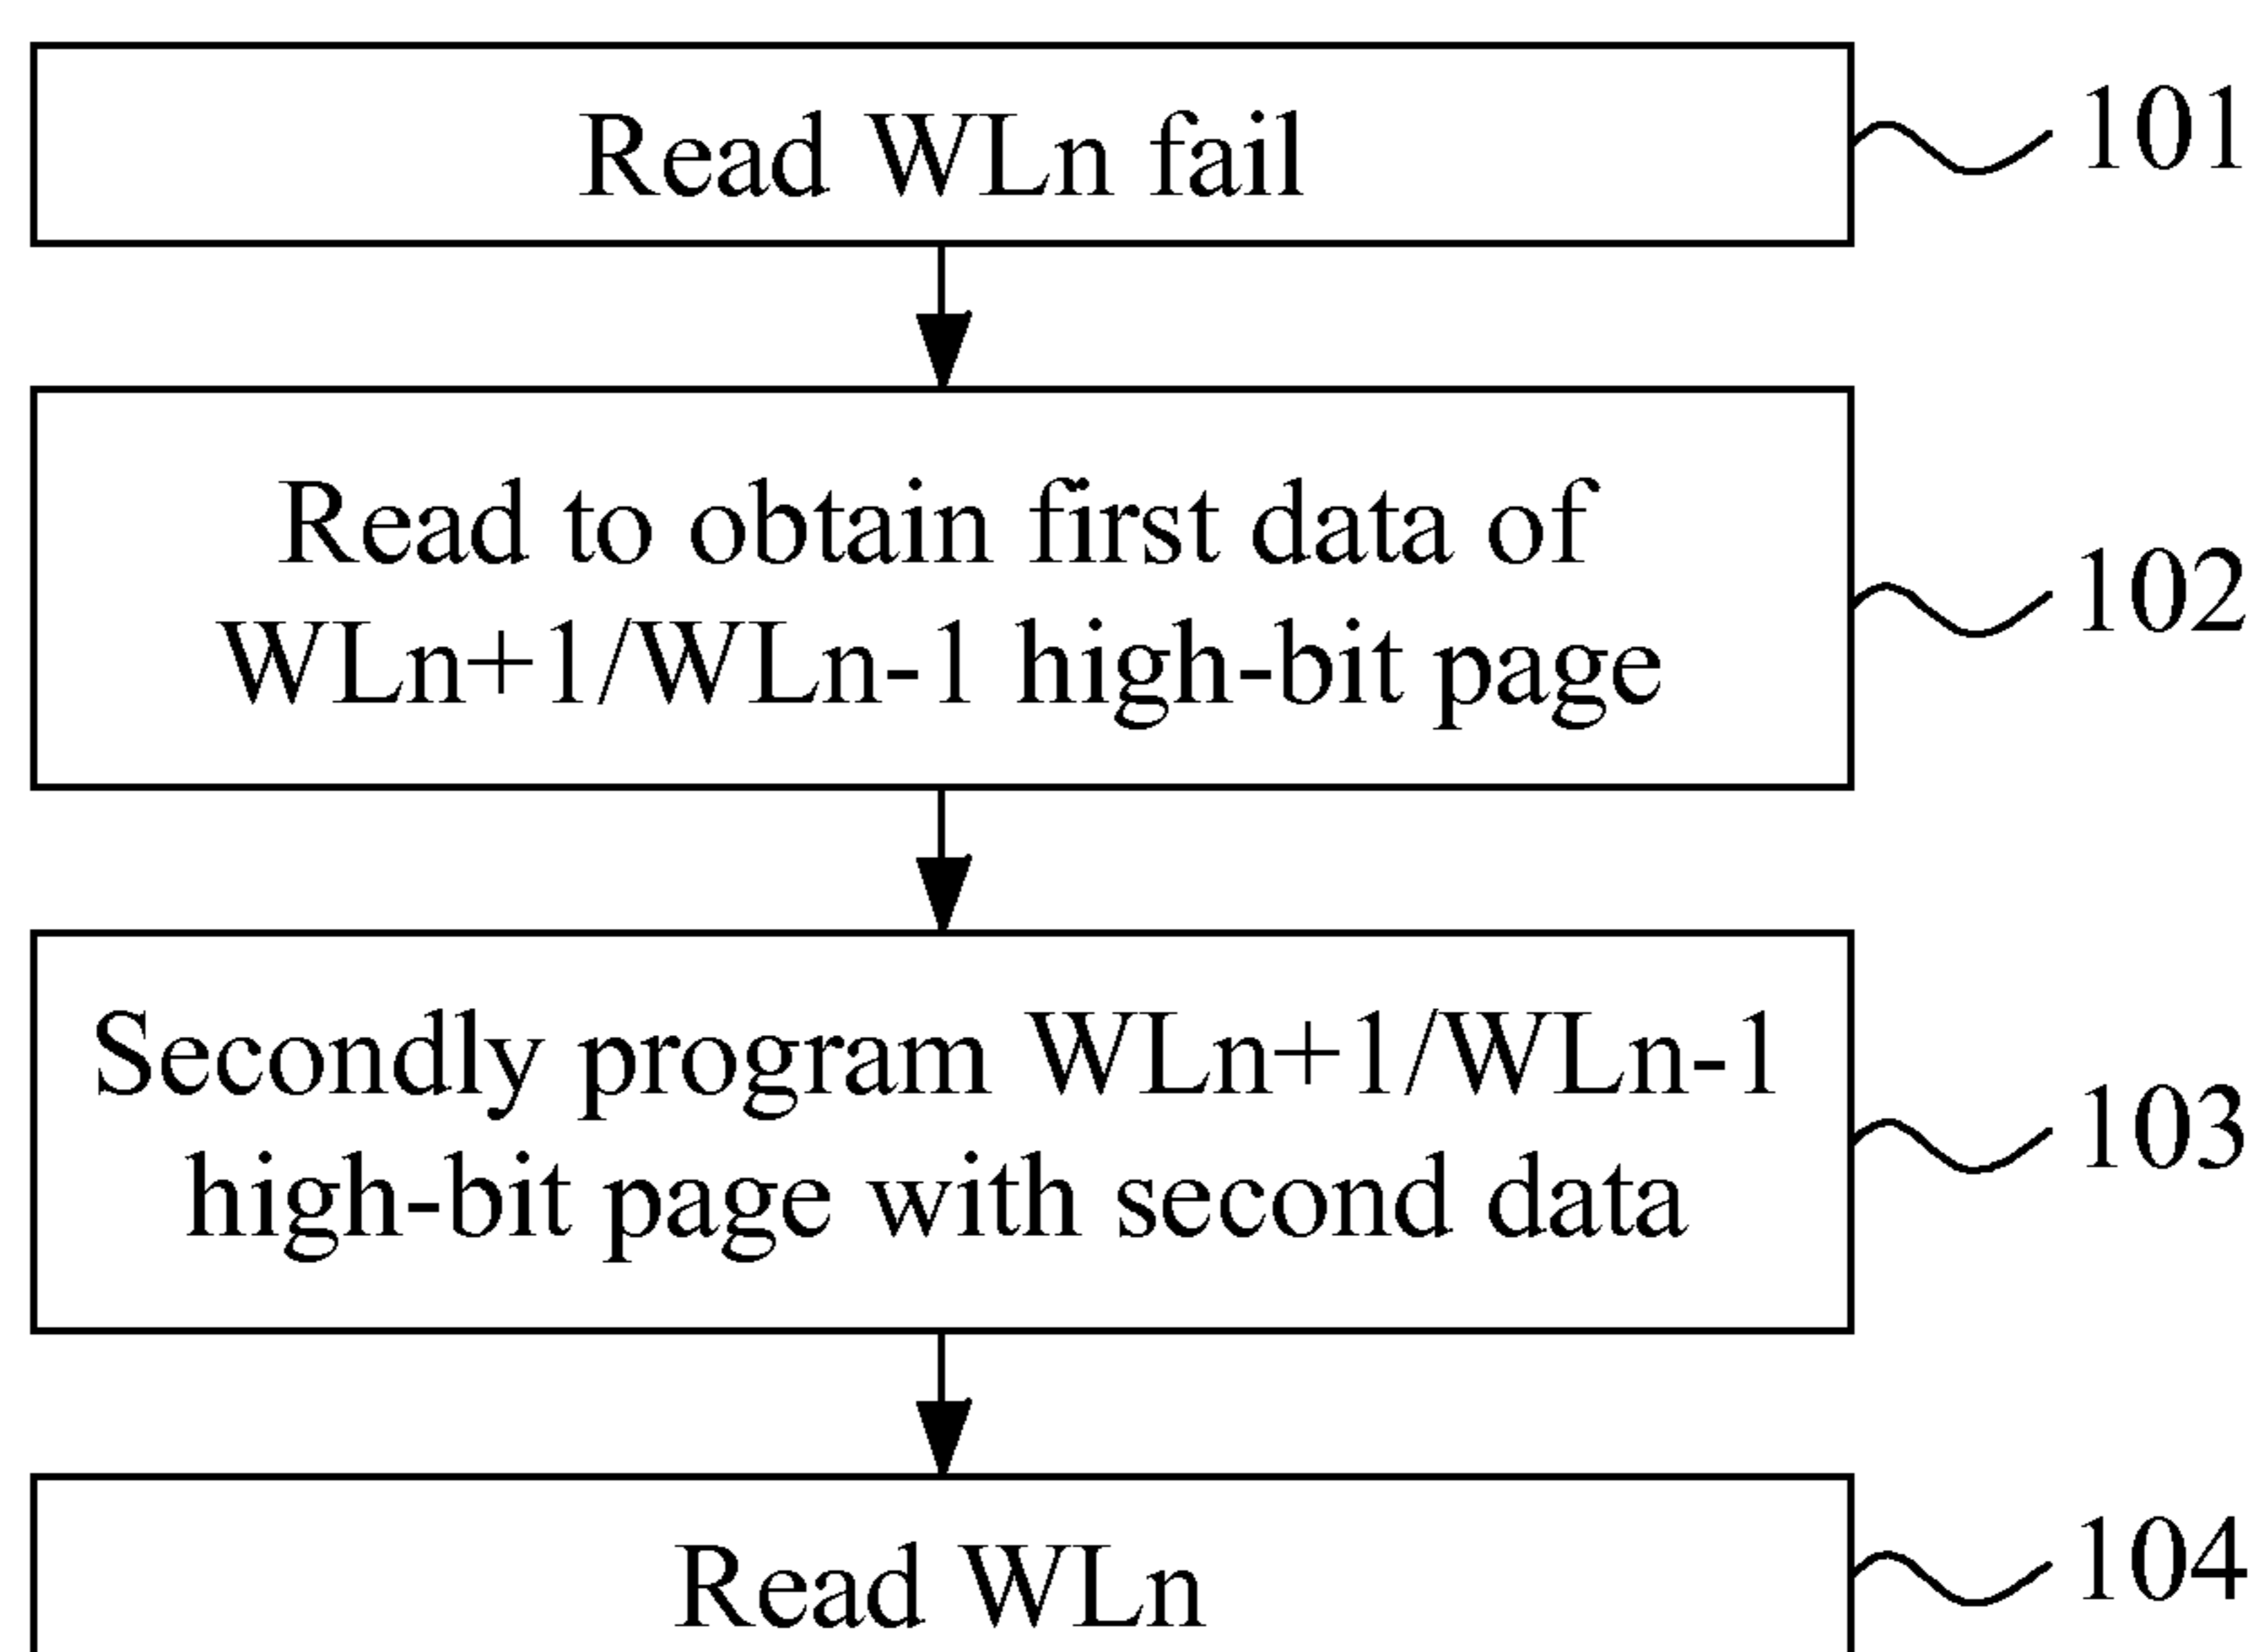 Read WLn fail
101
Read to obtain first data of
WLn+1/WLn-1 high-bit page
102
Secondly program WLn+1/WLn-1
high-bit page with second data
103
Read WLn
104